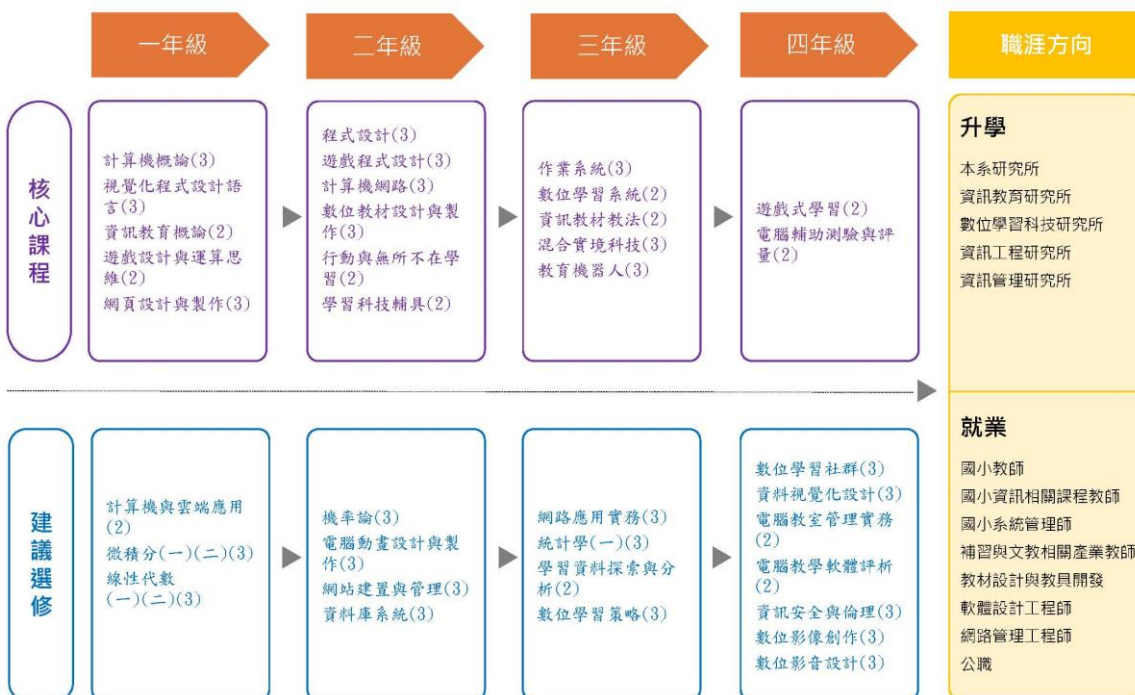 一年級
二年級
三年級
四年級
職涯方向
核心課程
計算機概論(3)
視覺化程式設計語
言(3)
資訊教育概論(2)
遊戲設計與運算思
維(2)
網頁設計與製作(3)
程式設計(3)
遊戲程式設計(3)
計算機網路(3)
數位教材設計與製
作(3)
行動與無所不在學
習(2)
學習科技輔具(2)
作業系統(3)
數位學習系統(2)
資訊教材教法(2)
混合實境科技(3)
教育機器人(3)
遊戲式學習(2)
電腦輔助測驗與評
量(2)
升學
本系研究所
資訊教育研究所
數位學習科技研究所
資訊工程研究所
資訊管理研究所
建議選修
計算機與雲端應用
(2)
微積分(一)(二)(3)
線性代數
(一)(二)(3)
機率論(3)
電腦動畫設計與製
作(3)
網站建置與管理(3)
資料庫系統(3)
網路應用實務(3)
統計學(一)(3)
學習資料探索與分
析(2)
數位學習策略(3)
數位學習社群(3)
資料視覺化設計(3)
電腦教室管理實務
(2)
電腦教學軟體評析
(2)
資訊安全與倫理(3)
數位影像創作(3)
數位影音設計(3)
就業
國小教師
國小資訊相關課程教師
國小系統管理師
補習與文教相關產業教師
教材設計與教具開發
軟體設計工程師
網路管理工程師
公職